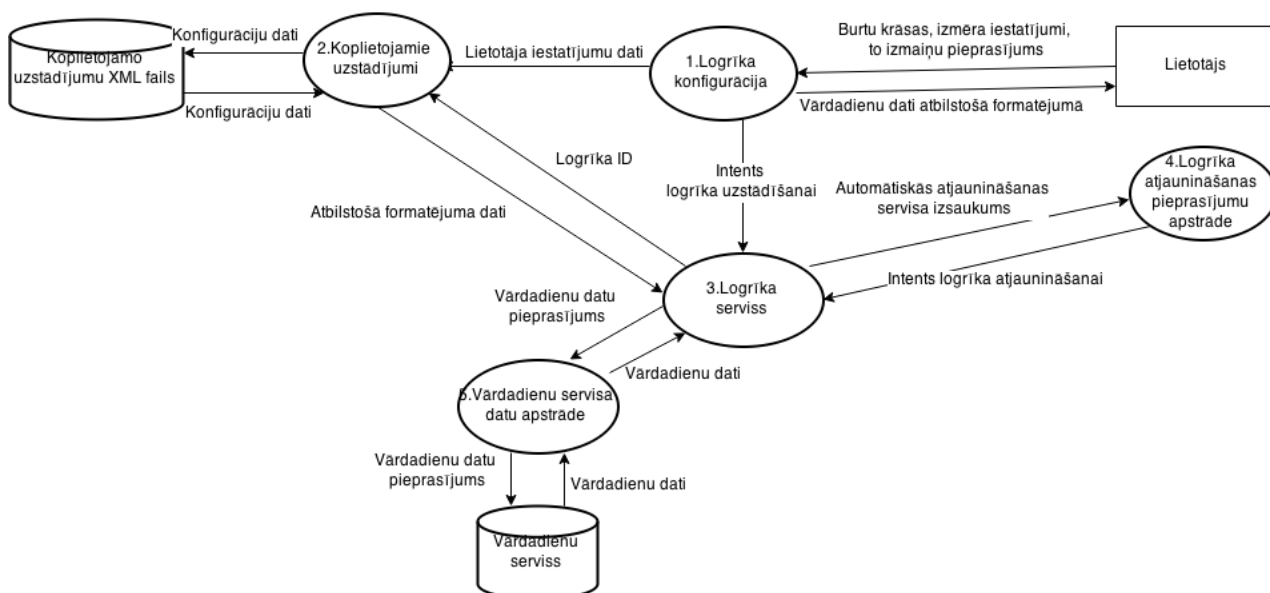 Konfigurāciju dati
Koplietojamo
uzstādījumu XML fails
Konfigurāciju dati
2.Koplietojamie
uzstādījumi
Lietotāja iestatījumu dati
1.Logrīka
konfigurācija
Burtu krāsas, izmēra iestatījumi,
to izmaiņu pieprasījums
Lietotājs
Vārdadienu dati atbilstošā formatējumā
Logrīka ID
Intents
logrīka uzstādīšanai
4.Logrīka
atjaunināšanas
pieprasījumu
apstrāde
Automātiskās atjaunināšanas
servisa izsaukums
Atbilstošā formatējuma dati
Intents logrīka atjaunināšanai
3.Logrīka
serviss
Vārdadienu datu
pieprasījums
Vārdadienu dati
5.Vārdadienu servisa
datu apstrāde
Vārdadienu datu
pieprasījums
Vārdadienu dati
Vārdadienu
serviss